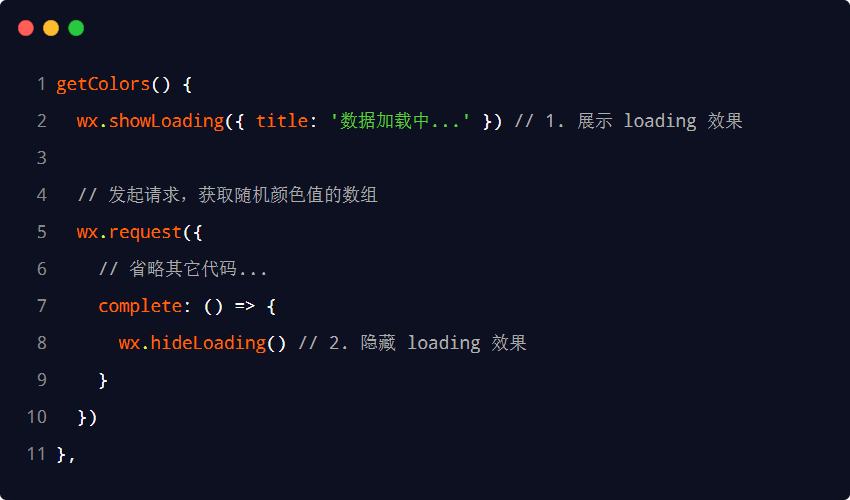 1 getColors() {
2   wx.showLoading({ title: '数据加载中...' }) // 1. 展示 loading 效果
3
4   // 发起请求，获取随机颜色值的数组
5   wx.request({
6     // 省略其它代码...
7     complete: () => {
8       wx.hideLoading() // 2. 隐藏 loading 效果
9     }
10   })
11 },